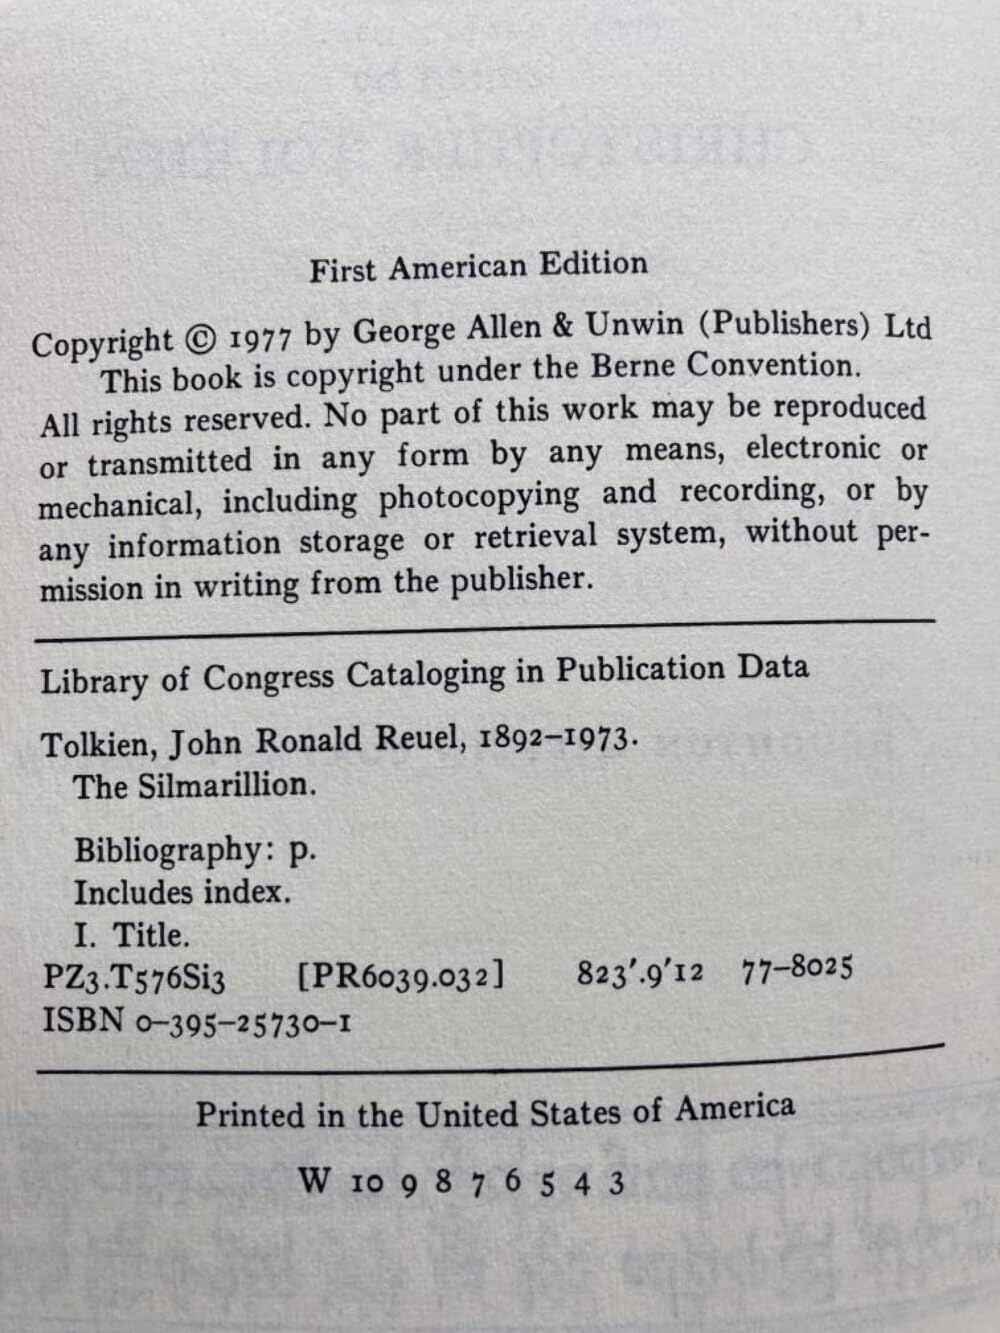 First American Edition
Copyright © 1977 by George Allen & Unwin (Publishers) Ltd
This book is copyright under the Berne Convention.
All rights reserved. No part of this work may be reproduced
or transmitted in any form by any means, electronic or
mechanical, including photocopying and recording, or by
any information storage or retrieval system, without per-
mission in writing from the publisher.
Library of Congress Cataloging in Publication Data
Tolkien, John Ronald Reuel, 1892–1973.
The Silmarillion.
Bibliography: p.
Includes index.
I. Title.
PZ3.T576Si3 [PR6039.032] 823'.9'12 77–8025
ISBN 0–395–25730–1
Printed in the United States of America
W 10 9 8 7 6 5 4 3